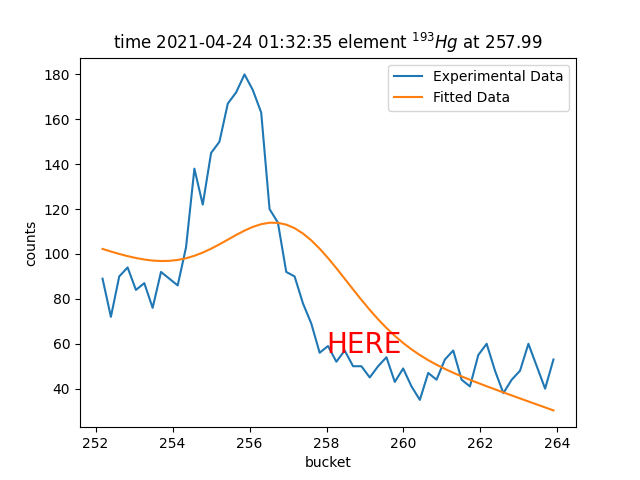 time 2021-04-24 01:32:35 element ¹⁹³Hg at 257.99
Experimental Data
Fitted Data
180
160
140
120
100
80
60
40
counts
HERE
252 254 256 258 260 262 264
bucket